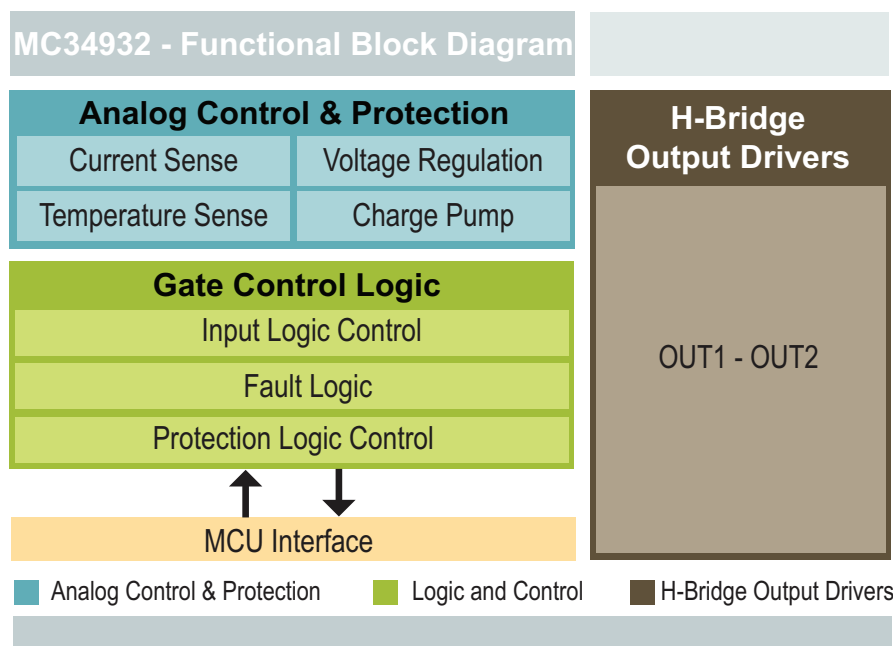 MC34932 - Functional Block Diagram
Analog Control & Protection
Current Sense
Voltage Regulation
Temperature Sense
Charge Pump
Gate Control Logic
Input Logic Control
Fault Logic
Protection Logic Control
MCU Interface
H-Bridge
Output Drivers
OUT1 - OUT2
Analog Control & Protection
Logic and Control
H-Bridge Output Drivers